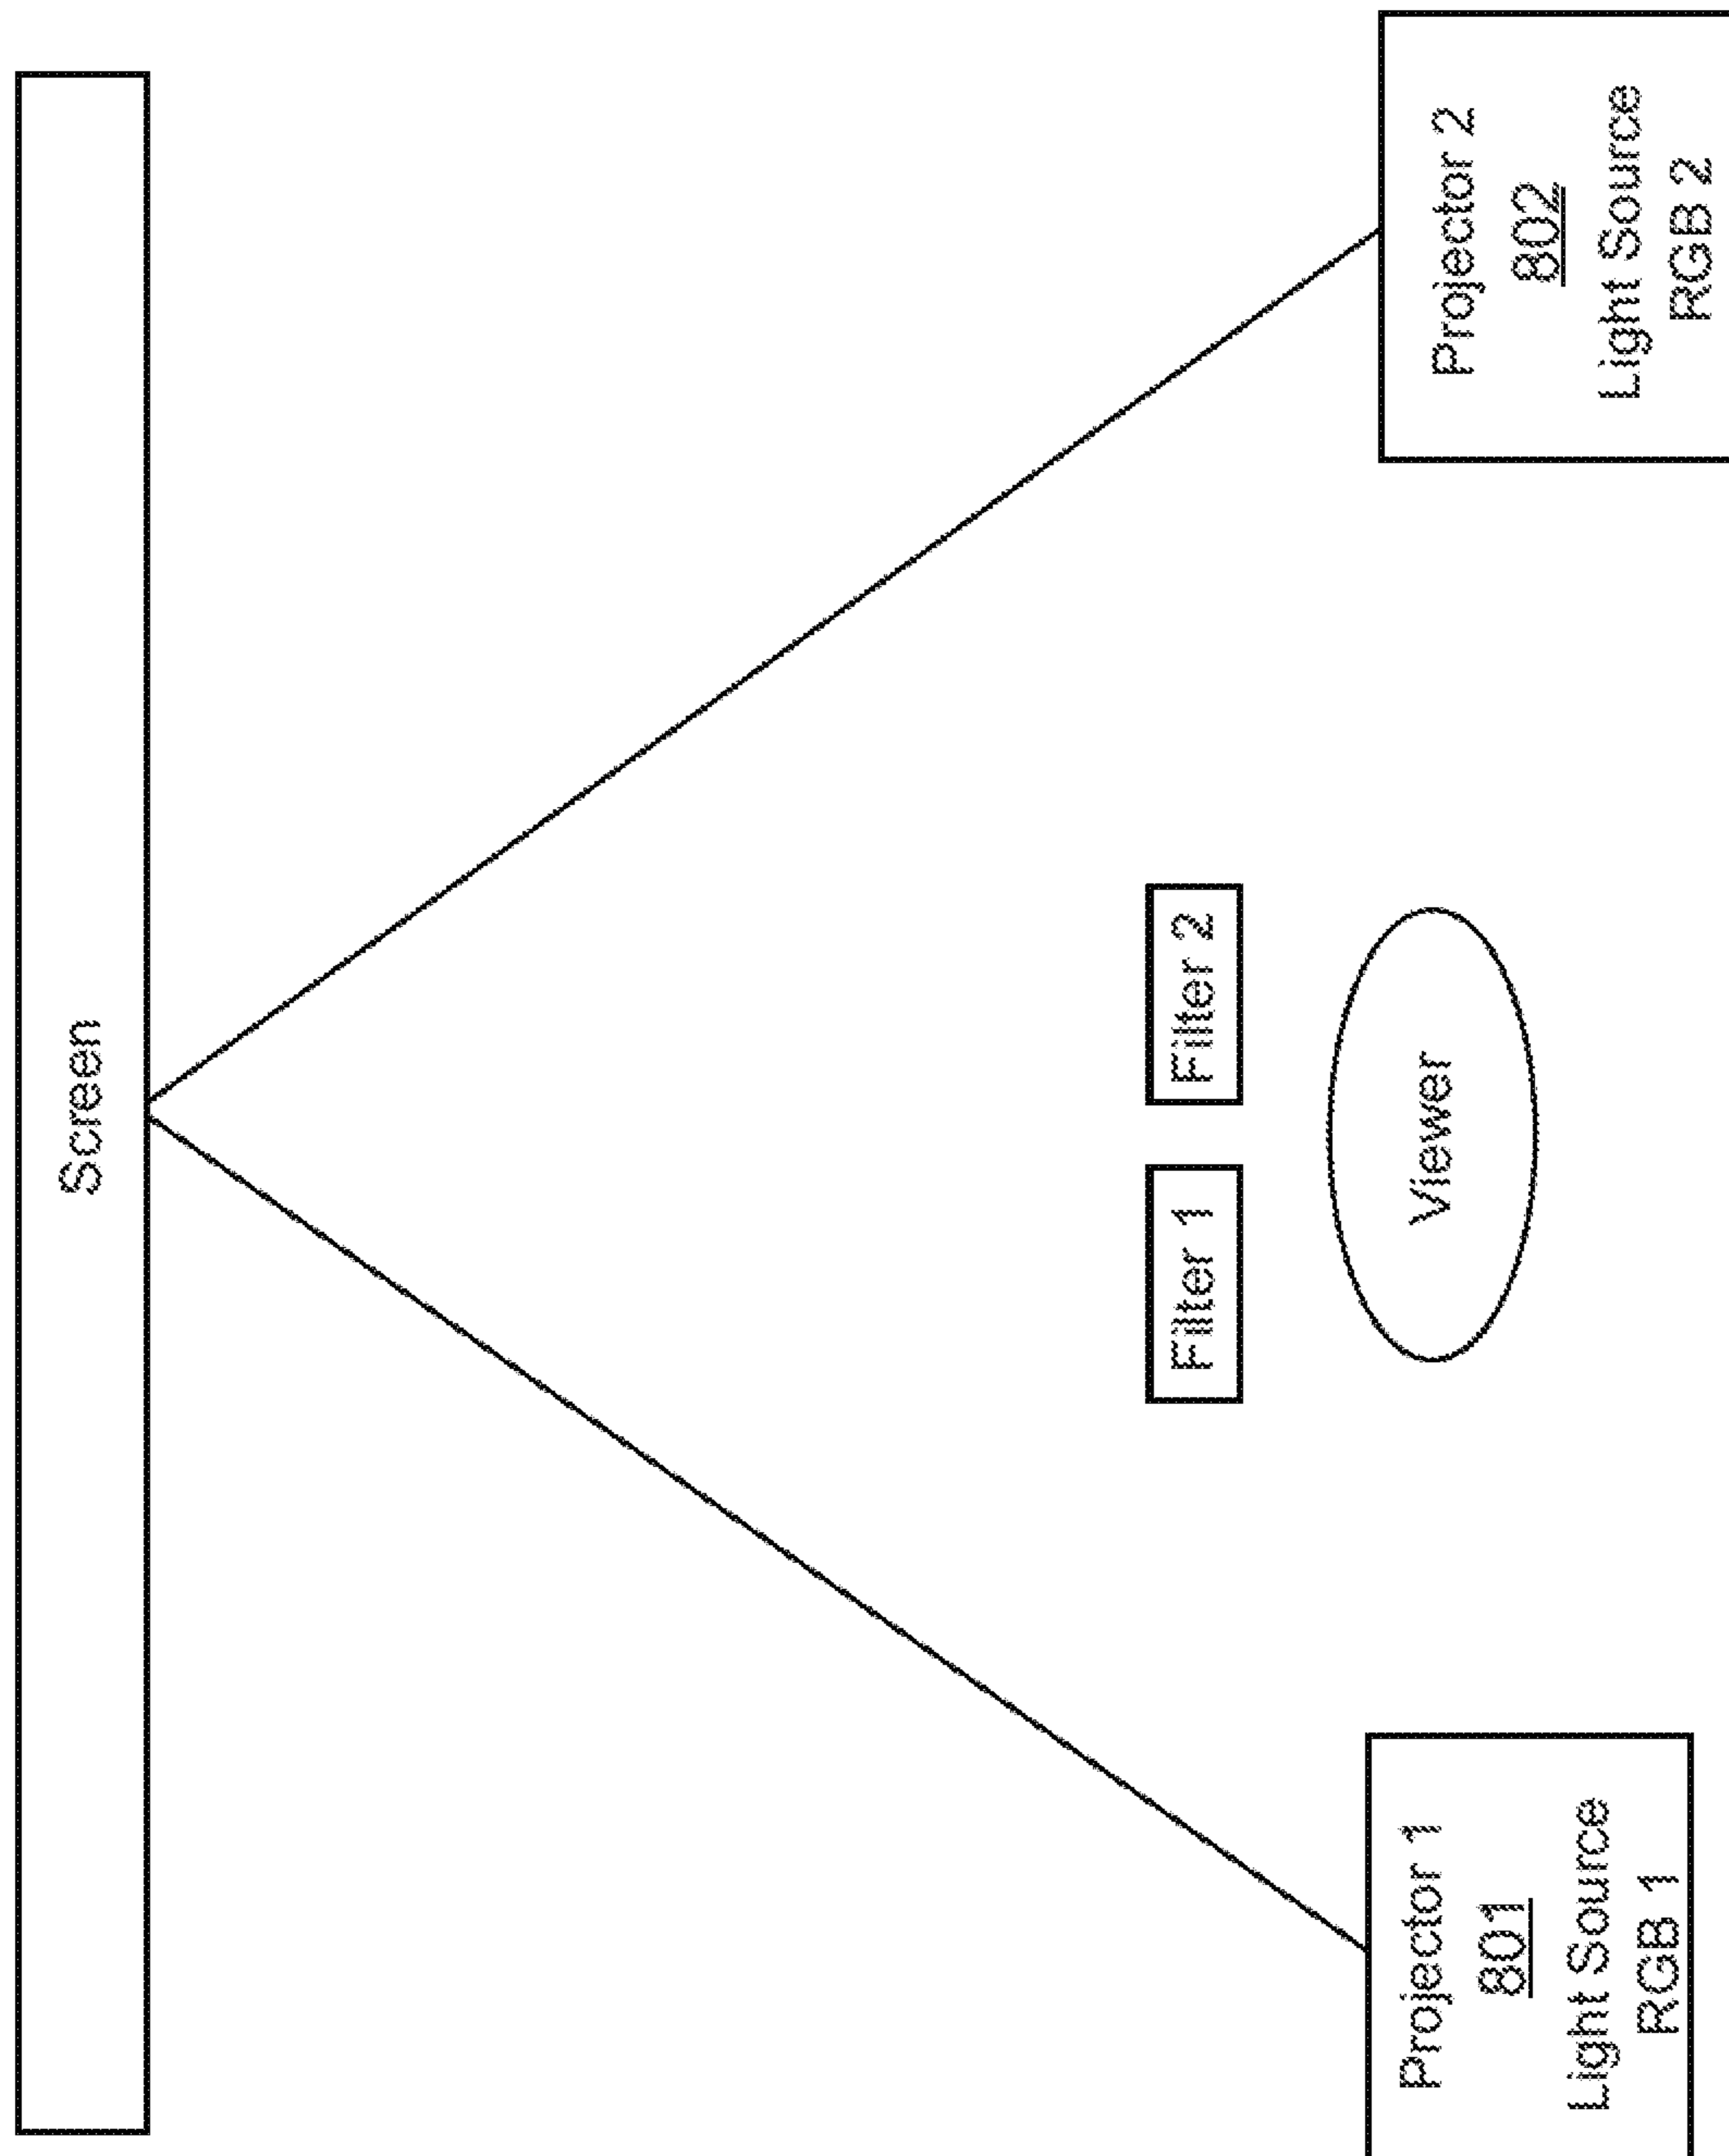 Screen
Filter 1
Filter 2
Viewer
Projector 1
801
Light Source
RGB 1
Projector 2
802
Light Source
RGB 2